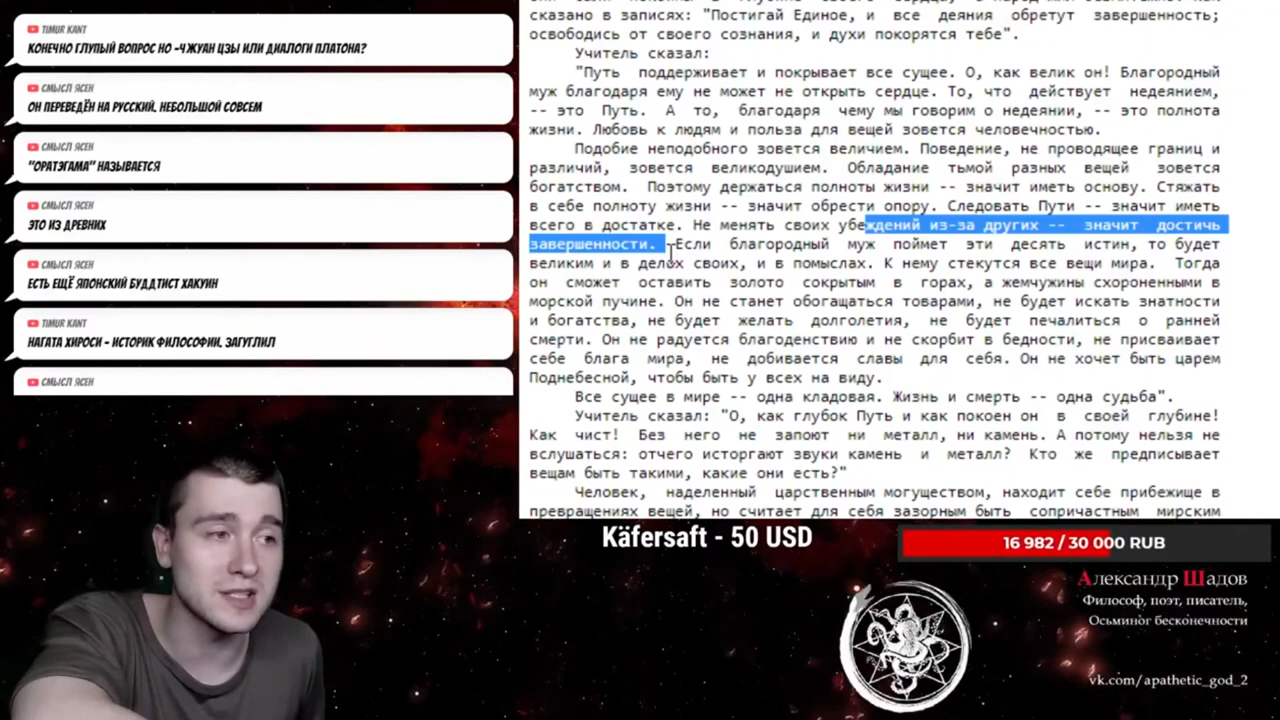 TIMUR KANT
КОНЕЧНО ГЛУПЫЙ ВОПРОС НО -ЧЖУАН ЦЗЫ ИЛИ ДИАЛОГИ ПЛАТОНА?
СМЫСЛ ЯСЕН
ОН ПЕРЕВЕДЁН НА РУССКИЙ, НЕБОЛЬШОЙ СОВСЕМ
СМЫСЛ ЯСЕН
"ОРАТЭГАМА" НАЗЫВАЕТСЯ
СМЫСЛ ЯСЕН
ЭТО ИЗ ДРЕВНИХ
СМЫСЛ ЯСЕН
ЕСТЬ ЕЩЁ ЯПОНСКИЙ БУДДТИСТ ХАКУИН
TIMUR KANT
НАГАТА ХИРОСИ - ИСТОРИК ФИЛОСОФИИ. ЗАГУГЛИЛ
СМЫСЛ ЯСЕН
сказано в записях: "Постигай Единое, и все деяния обретут завершенность;
освободись от своего сознания, и духи покорятся тебе".
Учитель сказал:
"Путь поддерживает и покрывает все сущее. О, как велик он! Благородный
муж благодаря ему не может не открыть сердце. То, что действует недеянием,
-- это Путь. А то, благодаря чему мы говорим о недеянии, -- это полнота
жизни. Любовь к людям и польза для вещей зовется человечностью.
Подобие неподобного зовется величием. Поведение, не проводящее границ и
различий, зовется великодушием. Обладание тьмой разных вещей зовется
богатством. Поэтому держаться полноты жизни -- значит иметь основу. Стяжать
в себе полноту жизни -- значит обрести опору. Следовать Пути -- значит иметь
всего в достатке. Не менять своих убеждений из-за других -- значит достичь
завершенности. Если благородный муж поймет эти десять истин, то будет
великим и в делах своих, и в помыслах. К нему стекутся все вещи мира. Тогда
он сможет оставить золото сокрытым в горах, а жемчужины схороненными в
морской пучине. Он не станет обогащаться товарами, не будет искать знатности
и богатства, не будет желать долголетия, не будет печалиться о ранней
смерти. Он не радуется благоденствию и не скорбит в бедности, не присваивает
себе блага мира, не добивается славы для себя. Он не хочет быть царем
Поднебесной, чтобы быть у всех на виду.
Все сущее в мире -- одна кладовая. Жизнь и смерть -- одна судьба".
Учитель сказал: "О, как глубок Путь и как покоен он в своей глубине!
Как чист! Без него не запоют ни металл, ни камень. А потому нельзя не
вслушаться: отчего исторгают звуки камень и металл? Кто же предписывает
вещам быть такими, какие они есть?"
Человек, наделенный царственным могуществом, находит себе прибежище в
превращениях вещей, но считает для себя зазорным быть сопричастным мирским
Käfersaft - 50 USD
16 982 / 30 000 RUB
Александр Шадов
Философ, поэт, писатель,
Осьминог бесконечности
vk.com/apathetic_god_2